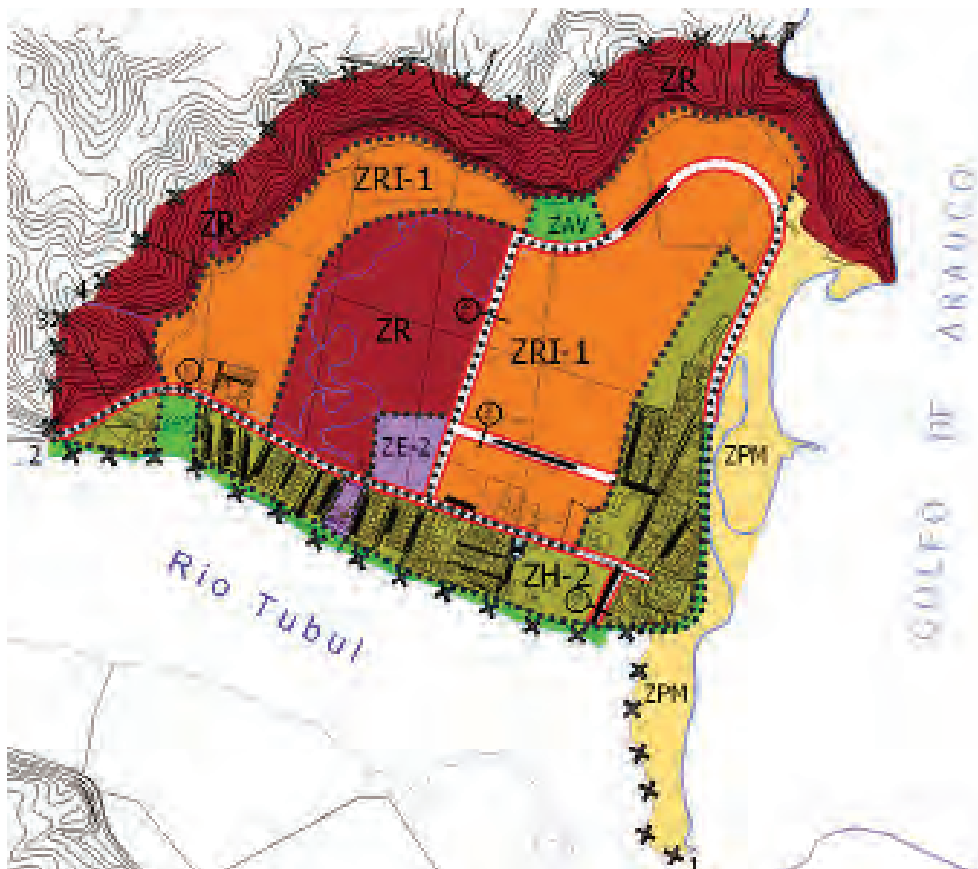 ZR
ZRI-1
ZR
ZAV
ZR
ZRI-1
ZE-2
ZPM
ZH-2
Río Tubul
ZPM
GOLFO DE ARAUCO
3
4
2
1